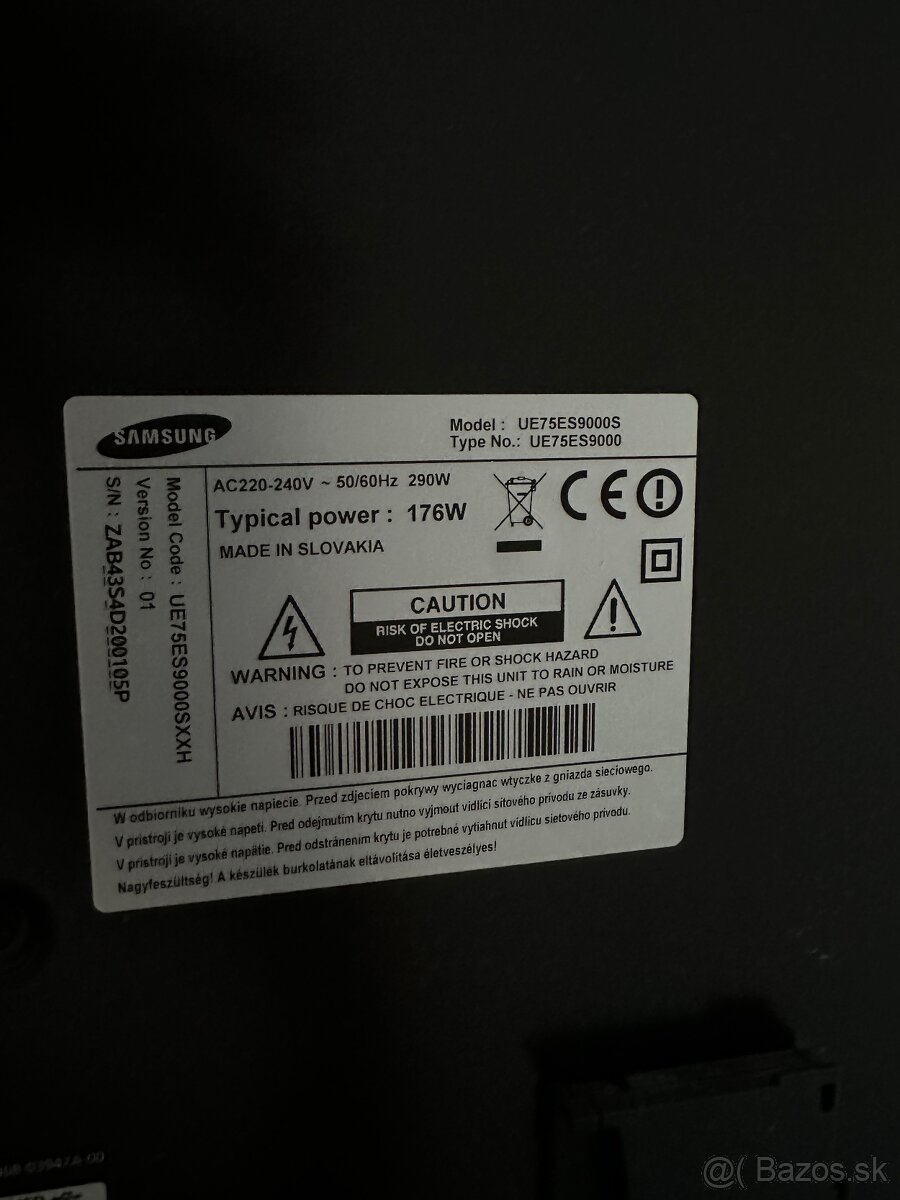 SAMSUNG
Model : UE75ES9000S
Type No.: UE75ES9000
Model Code : UE75ES9000SXXH
Version No : 01
S/N : ZAB43S4D200105P
AC220-240V ~ 50/60Hz 290W
Typical power : 176W
MADE IN SLOVAKIA
CE
CAUTION
RISK OF ELECTRIC SHOCK
DO NOT OPEN
WARNING : TO PREVENT FIRE OR SHOCK HAZARD
DO NOT EXPOSE THIS UNIT TO RAIN OR MOISTURE
AVIS : RISQUE DE CHOC ELECTRIQUE - NE PAS OUVRIR
W odbiorniku wysokie napiecie. Przed zdjeciem pokrywy wyciagnac wtyczke z gniazda sieciowego.
V pristroji je vysoké napetí. Pred odejmutím krytu nutno vyjmout vidlici sítového prívodu ze zásuvky.
V prístroji je vysoké napätie. Pred odstránením krytu je potrebné vytiahnut vidlicu sietového prívodu.
Nagyfeszültség! A készülék burkolatának eltávolítása életveszélyes!
@( Bazos.sk